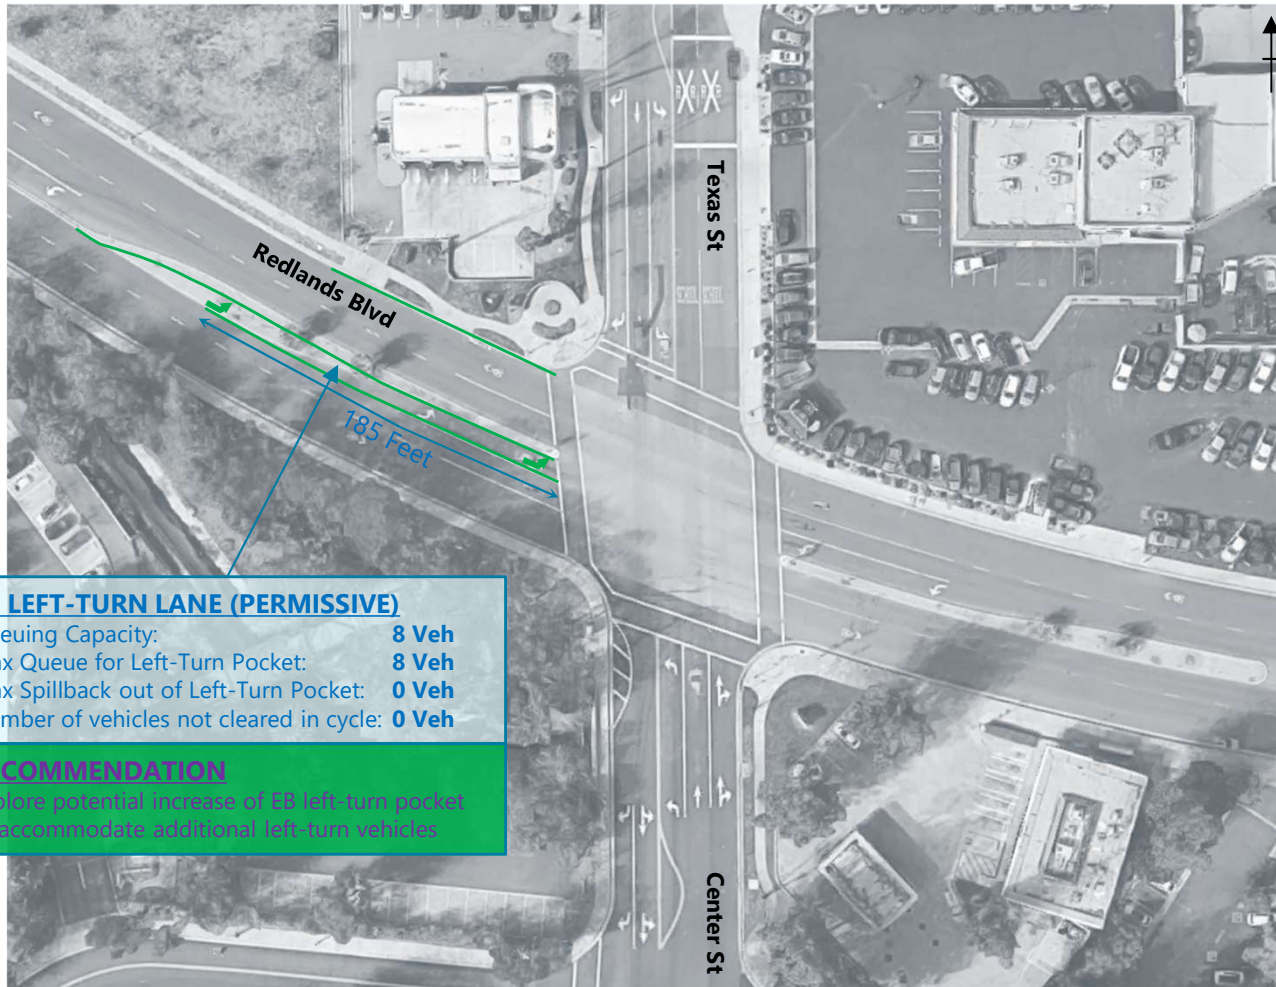 Texas St
Redlands Blvd
185 Feet
LEFT-TURN LANE (PERMISSIVE)
euing Capacity: 8 Veh
x Queue for Left-Turn Pocket: 8 Veh
x Spillback out of Left-Turn Pocket: 0 Veh
mber of vehicles not cleared in cycle: 0 Veh
COMMENDATION
plore potential increase of EB left-turn pocket
accommodate additional left-turn vehicles
Center St